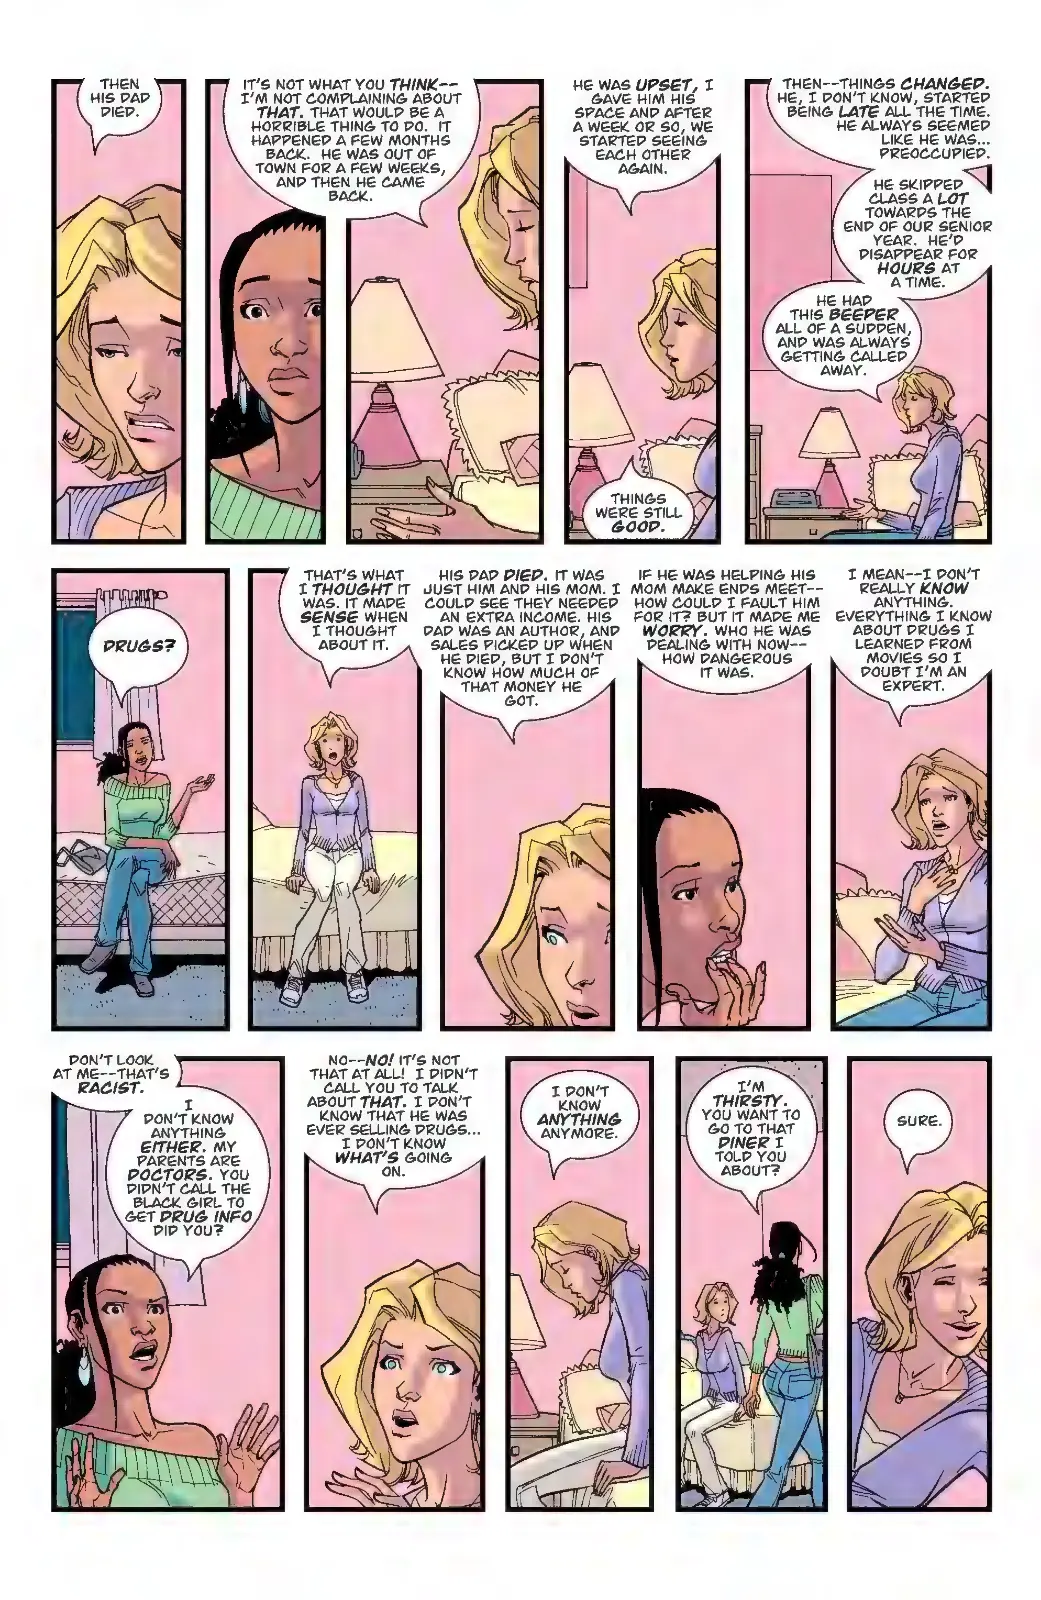 THEN
HIS DAD
DIED.
IT'S NOT WHAT YOU THINK--
I'M NOT COMPLAINING ABOUT
THAT. THAT WOULD BE A
HORRIBLE THING TO DO. IT
HAPPENED A FEW MONTHS
BACK. HE WAS OUT OF
TOWN FOR A FEW WEEKS,
AND THEN HE CAME
BACK.
HE WAS UPSET, I
GAVE HIM HIS
SPACE AND AFTER
A WEEK OR SO, WE
STARTED SEEING
EACH OTHER
AGAIN.
THINGS
WERE STILL
GOOD.
THEN--THINGS CHANGED.
HE, I DON'T KNOW, STARTED
BEING LATE ALL THE TIME.
HE ALWAYS SEEMED
LIKE HE WAS...
PREOCCUPIED.
HE SKIPPED
CLASS A LOT
TOWARDS THE
END OF OUR SENIOR
YEAR. HE'D
DISAPPEAR FOR
HOURS AT
A TIME.
HE HAD
THIS BEEPER
ALL OF A SUDDEN,
AND WAS ALWAYS
GETTING CALLED
AWAY.
DRUGS?
THAT'S WHAT
I THOUGHT IT
WAS. IT MADE
SENSE WHEN
I THOUGHT
ABOUT IT.
HIS DAD DIED. IT WAS
JUST HIM AND HIS MOM. I
COULD SEE THEY NEEDED
AN EXTRA INCOME. HIS
DAD WAS AN AUTHOR, AND
SALES PICKED UP WHEN
HE DIED, BUT I DON'T
KNOW HOW MUCH OF
THAT MONEY HE
GOT.
IF HE WAS HELPING HIS
MOM MAKE ENDS MEET--
HOW COULD I FAULT HIM
FOR IT? BUT IT MADE ME
WORRY. WHO HE WAS
DEALING WITH NOW--
HOW DANGEROUS
IT WAS.
I MEAN--I DON'T
REALLY KNOW
ANYTHING.
EVERYTHING I KNOW
ABOUT DRUGS I
LEARNED FROM
MOVIES SO I
DOUBT I'M AN
EXPERT.
DON'T LOOK
AT ME--THAT'S
RACIST.
I
DON'T KNOW
ANYTHING
EITHER. MY
PARENTS ARE
DOCTORS. YOU
DIDN'T CALL THE
BLACK GIRL TO
GET DRUG INFO
DID YOU?
NO--NO! IT'S NOT
THAT AT ALL! I DIDN'T
CALL YOU TO TALK
ABOUT THAT. I DON'T
KNOW THAT HE WAS
EVER SELLING DRUGS...
I DON'T KNOW
WHAT'S GOING
ON.
I DON'T
KNOW
ANYTHING
ANYMORE.
I'M
THIRSTY.
YOU WANT TO
GO TO THAT
DINER I
TOLD YOU
ABOUT?
SURE.